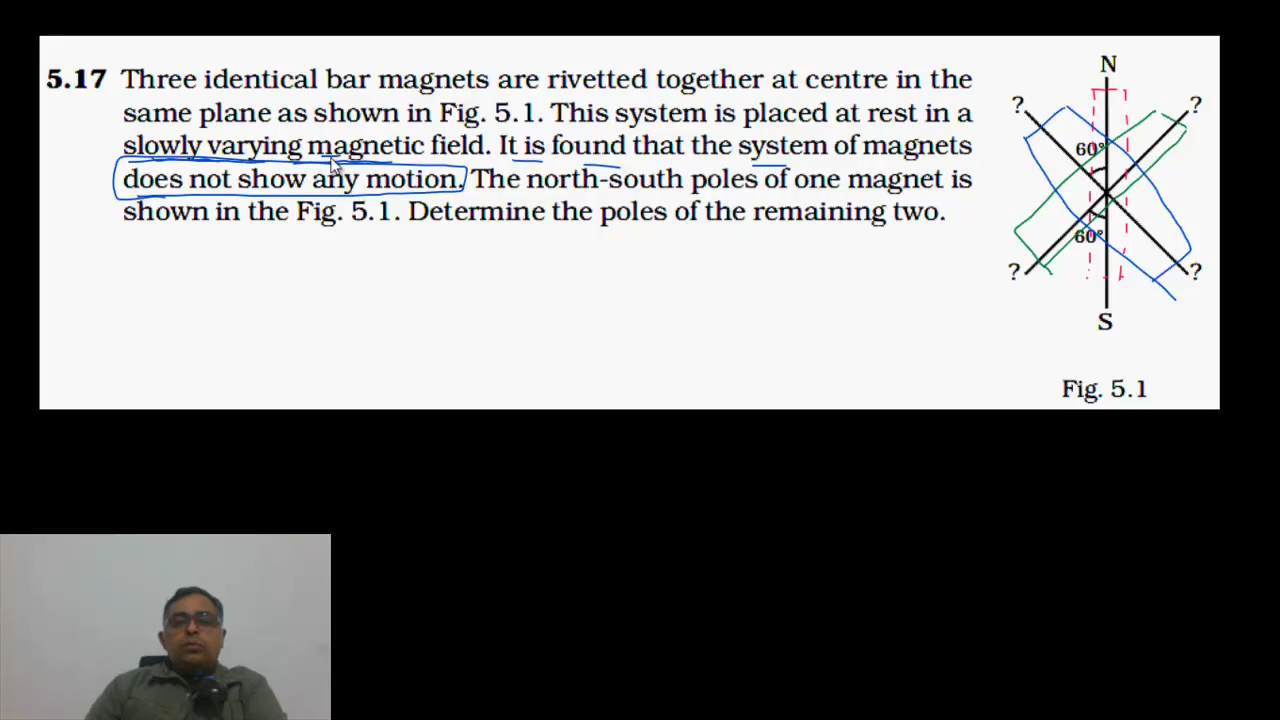 5.17 Three identical bar magnets are rivetted together at centre in the
same plane as shown in Fig. 5.1. This system is placed at rest in a
slowly varying magnetic field. It is found that the system of magnets
does not show any motion. The north-south poles of one magnet is
shown in the Fig. 5.1. Determine the poles of the remaining two.
N
? ?
60°
60°
? ?
S
Fig. 5.1